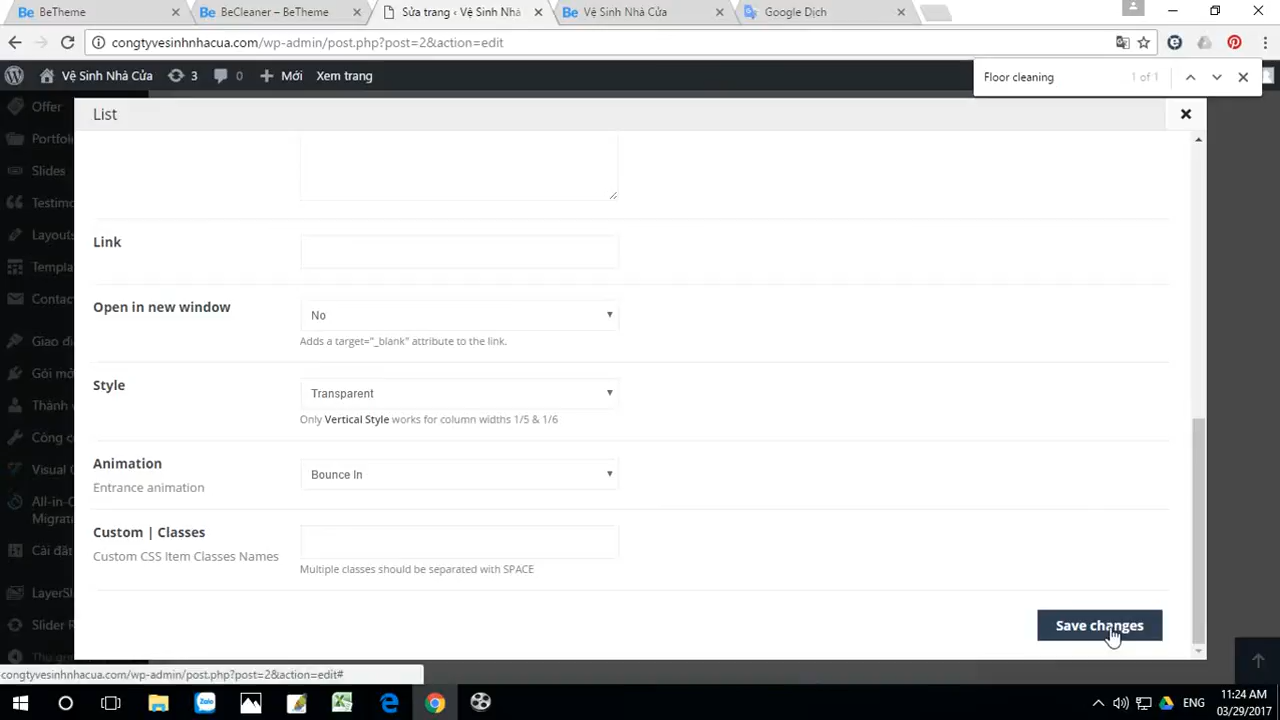 BeTheme
BeCleaner – BeTheme
Sửa trang ‹ Vệ Sinh Nhà
Vệ Sinh Nhà Cửa
Google Dịch
congtyvesinhnhacua.com/wp-admin/post.php?post=2&action=edit
Vệ Sinh Nhà Cửa
3
0
Mới
Xem trang
Floor cleaning
1 of 1
Offer
Portfolio
Slides
Testimo
Layouts
Templa
Contac
Giao di
Gói mở
Thành v
Công c
Visual C
All-in-O
Migrati
Cài đặt
LayerSl
Slider R
Thu gọ
List
Link
Open in new window
No
Adds a target="_blank" attribute to the link.
Style
Transparent
Only Vertical Style works for column widths 1/5 & 1/6
Animation
Entrance animation
Bounce In
Custom | Classes
Custom CSS Item Classes Names
Multiple classes should be separated with SPACE
Save changes
congtyvesinhnhacua.com/wp-admin/post.php?post=2&action=edit#
Zalo
ENG
11:24 AM
03/29/2017